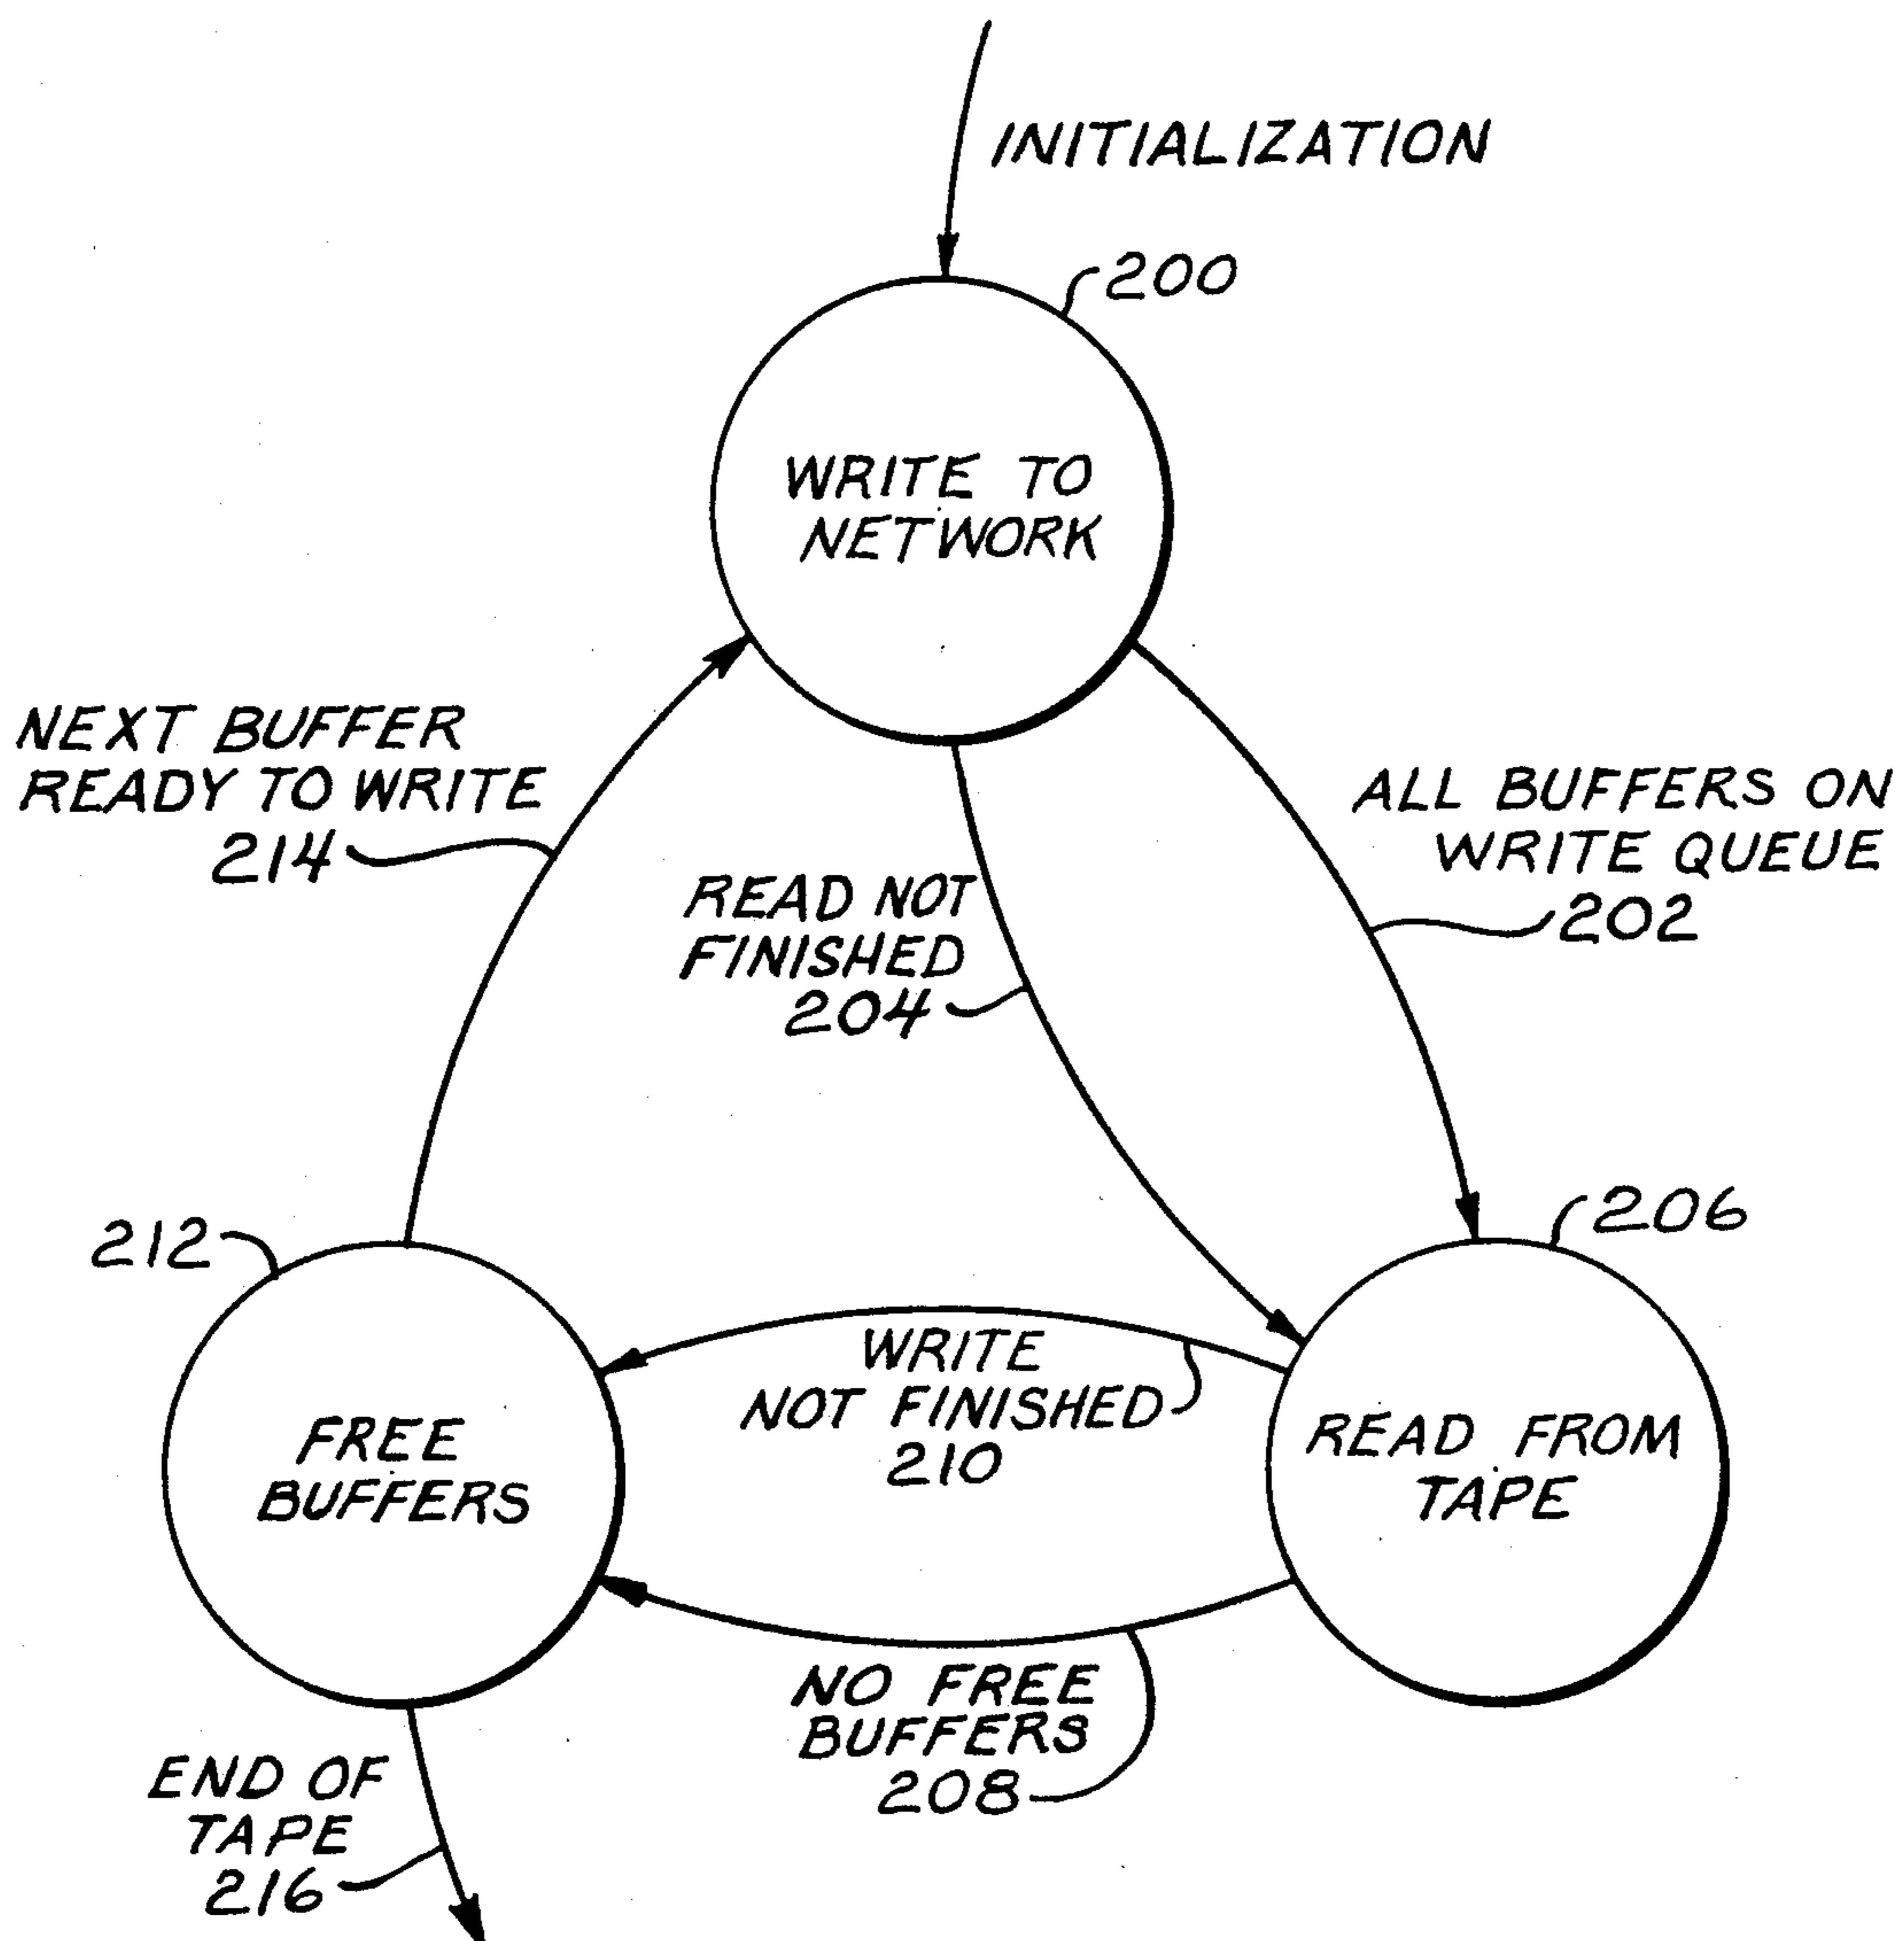 INITIALIZATION
200
WRITE TO
NETWORK
NEXT BUFFER
READY TO WRITE
214
ALL BUFFERS ON
WRITE QUEUE
202
READ NOT
FINISHED
204
212
206
WRITE
NOT FINISHED
210
FREE
BUFFERS
READ FROM
TAPE
NO FREE
BUFFERS
208
END OF
TAPE
216